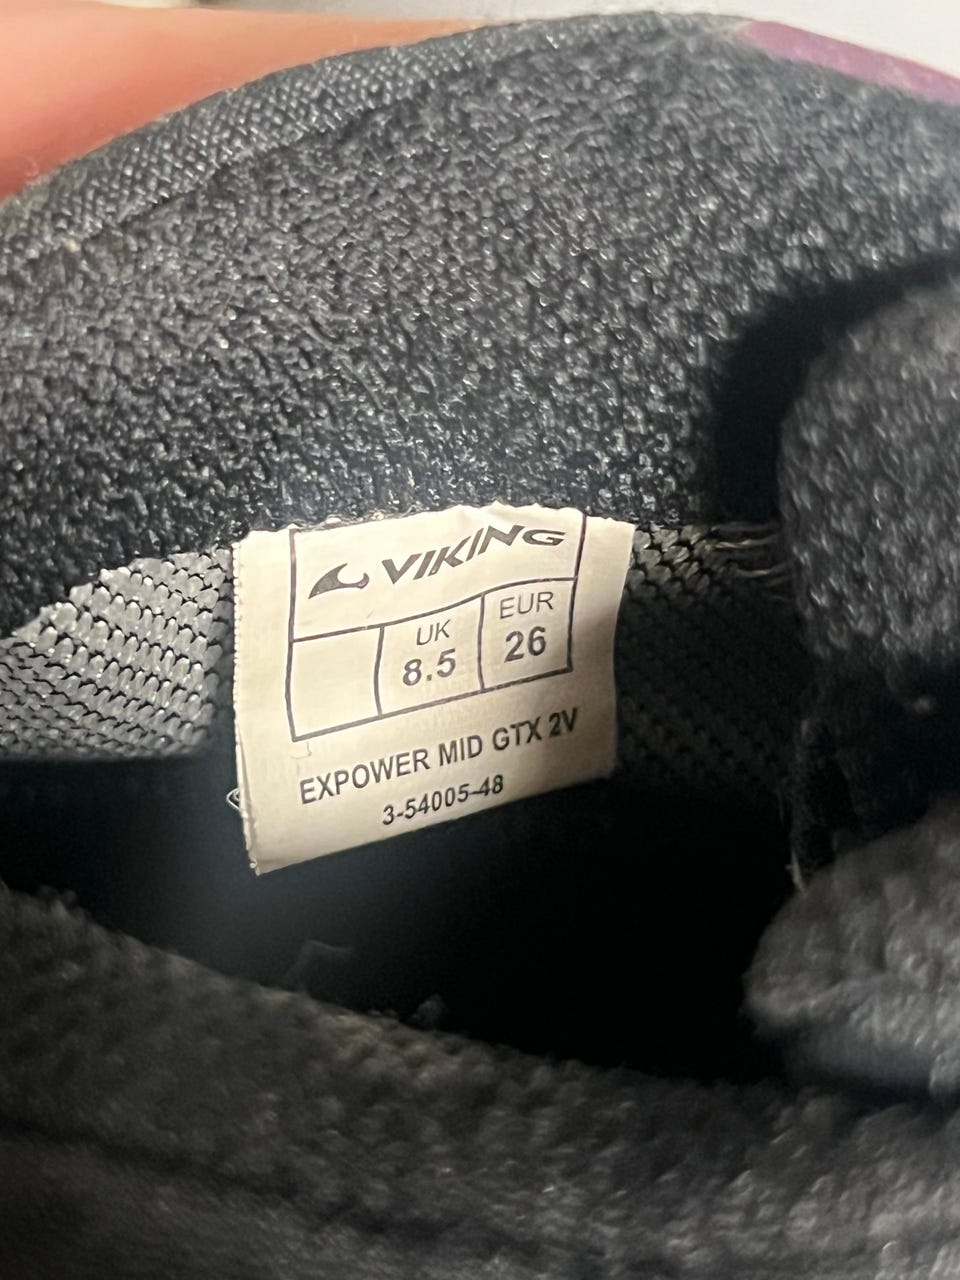 VIKING
UK EUR
8.5 26
EXPOWER MID GTX 2V
3-54005-48